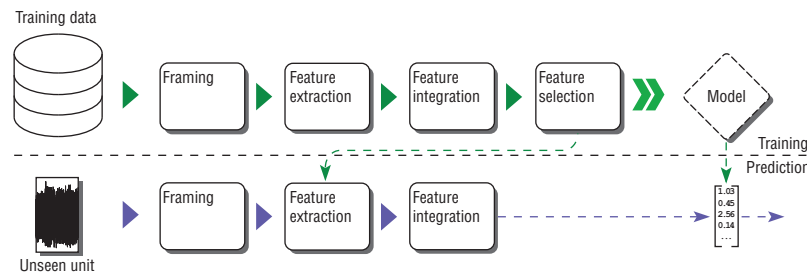 Training data
Framing
Feature
extraction
Feature
integration
Feature
selection
Model
Training
Prediction
Framing
Feature
extraction
Feature
integration
1.03
0.45
2.56
0.14
...
Unseen unit